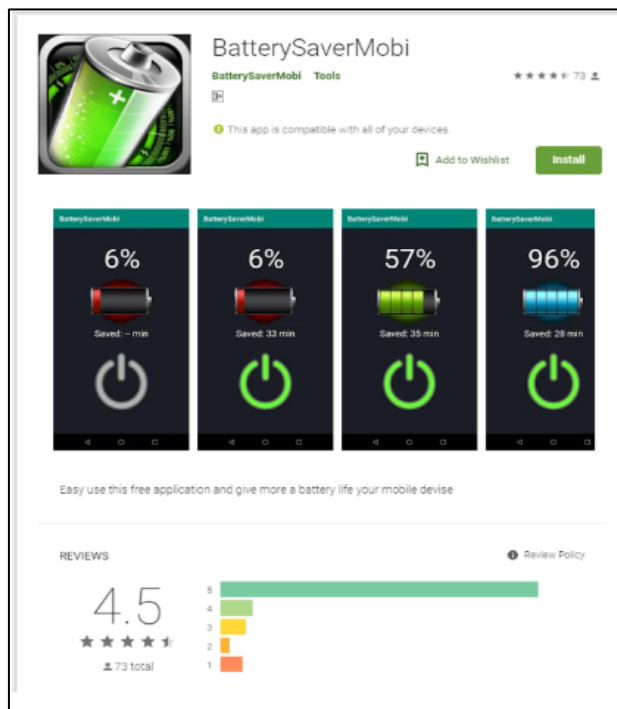 BatterySaverMobi
BatterySaverMobi Tools 73
3+
This app is compatible with all of your devices.
Add to Wishlist Install
BatterySaverMobi BatterySaverMobi BatterySaverMobi BatterySaverMobi
6% 6% 57% 96%
Saved: -- min Saved: 33 min Saved: 35 min Saved: 28 min
Easy use this free application and give more a battery life your mobile devise
REVIEWS Review Policy
4.5
73 total
5
4
3
2
1